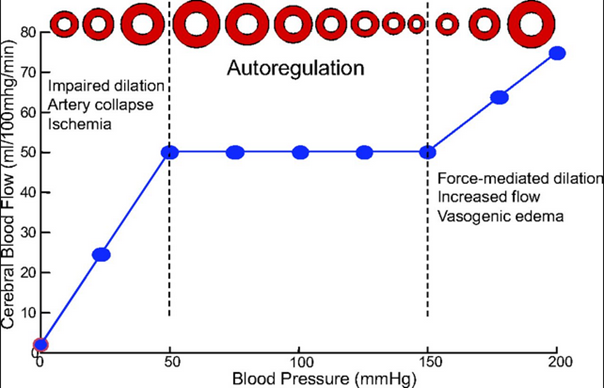 80
70
60
50
40
30
20
10
0
Cerebral Blood Flow (ml/100mhg/min)
Impaired dilation
Artery collapse
Ischemia
Autoregulation
Force-mediated dilation
Increased flow
Vasogenic edema
0 50 100 150 200
Blood Pressure (mmHg)